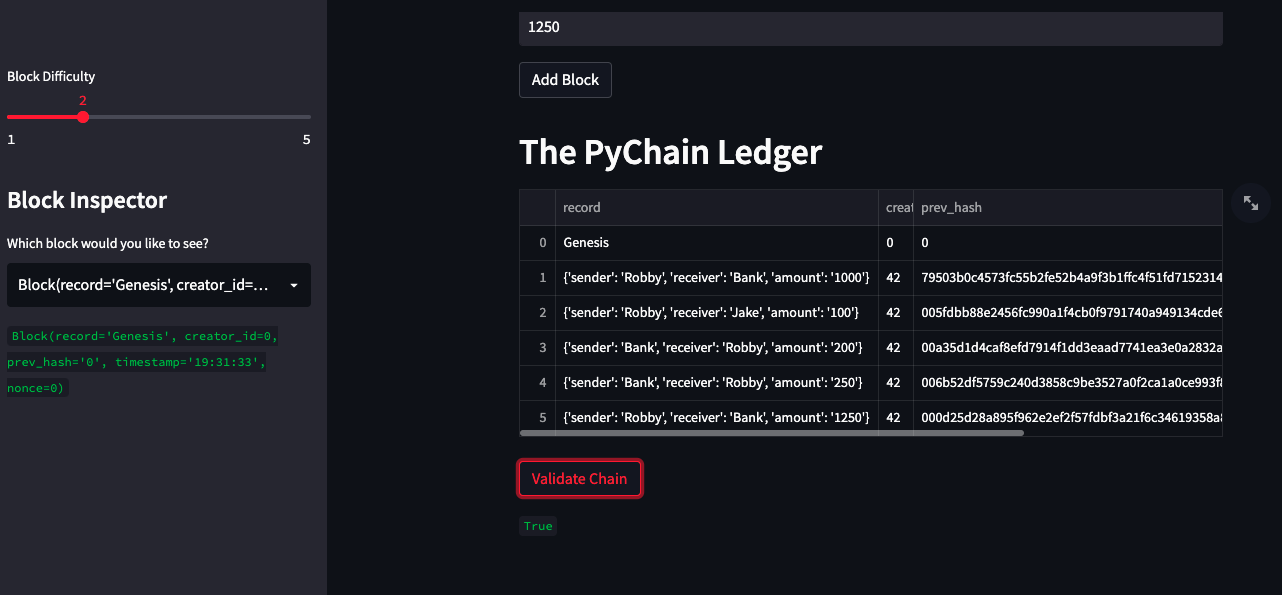 Block Difficulty
2
1 5
Block Inspector
Which block would you like to see?
Block(record='Genesis', creator_id=...
Block(record='Genesis', creator_id=0,
prev_hash='0', timestamp='19:31:33',
nonce=0)
1250
Add Block
The PyChain Ledger
record creat prev_hash
0 Genesis 0 0
1 {'sender': 'Robby', 'receiver': 'Bank', 'amount': '1000'} 42 79503b0c4573fc55b2fe52b4a9f3b1ffc4f51fd7152314
2 {'sender': 'Robby', 'receiver': 'Jake', 'amount': '100'} 42 005fdbb88e2456fc990a1f4cb0f9791740a949134cde6
3 {'sender': 'Bank', 'receiver': 'Robby', 'amount': '200'} 42 00a35d1d4caf8efd7914f1dd3eaad7741ea3e0a2832a
4 {'sender': 'Bank', 'receiver': 'Robby', 'amount': '250'} 42 006b52df5759c240d3858c9be3527a0f2ca1a0ce993f8
5 {'sender': 'Robby', 'receiver': 'Bank', 'amount': '1250'} 42 000d25d28a895f962e2ef2f57fdbf3a21f6c34619358a8
Validate Chain
True